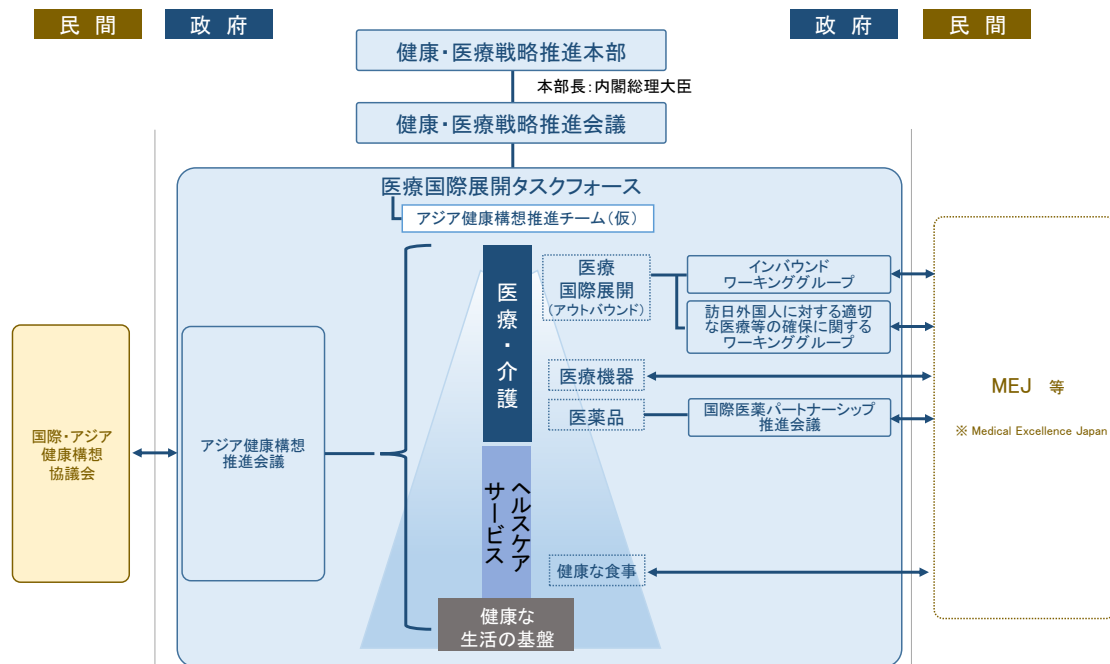 民 間
政 府
政 府
民 間
健康・医療戦略推進本部
本部長：内閣総理大臣
健康・医療戦略推進会議
医療国際展開タスクフォース
アジア健康構想推進チーム（仮）
国際・アジア
健康構想
協議会
アジア健康構想
推進会議
医療・介護
ヘルスケア
サービス
健康な
生活の基盤
医療
国際展開
（アウトバウンド）
インバウンド
ワーキンググループ
訪日外国人に対する適切
な医療等の確保に関する
ワーキンググループ
医療機器
医薬品
国際医薬パートナーシップ
推進会議
健康な食事
MEJ 等
※ Medical Excellence Japan